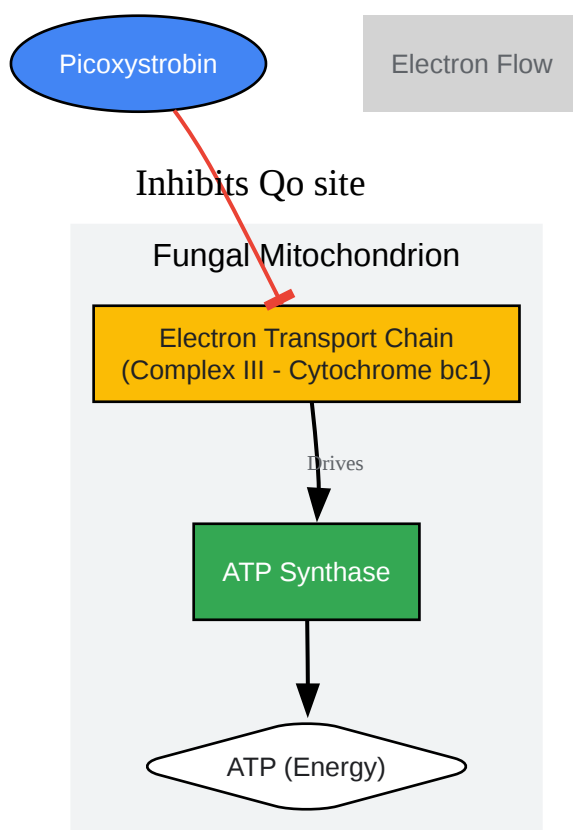 Picoxystrobin
Electron Flow
Inhibits Qo site
Fungal Mitochondrion
Electron Transport Chain
(Complex III - Cytochrome bc1)
Drives
ATP Synthase
ATP (Energy)